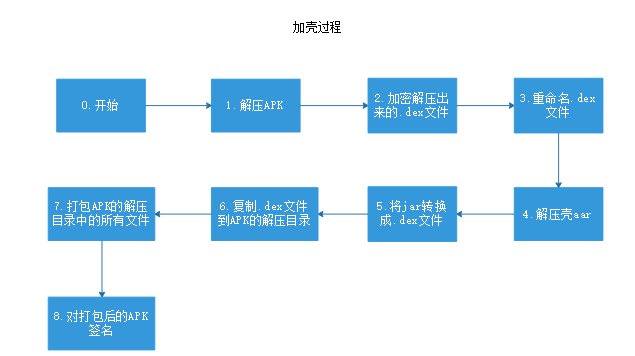 加壳过程
0.开始
1.解压APK
2.加密解压出
来的.dex文件
3.重命名.dex
文件
4.解压壳aar
5.将jar转换
成.dex文件
6.复制.dex文件
到APK的解压目录
7.打包APK的解压
目录中的所有文件
8.对打包后的APK
签名